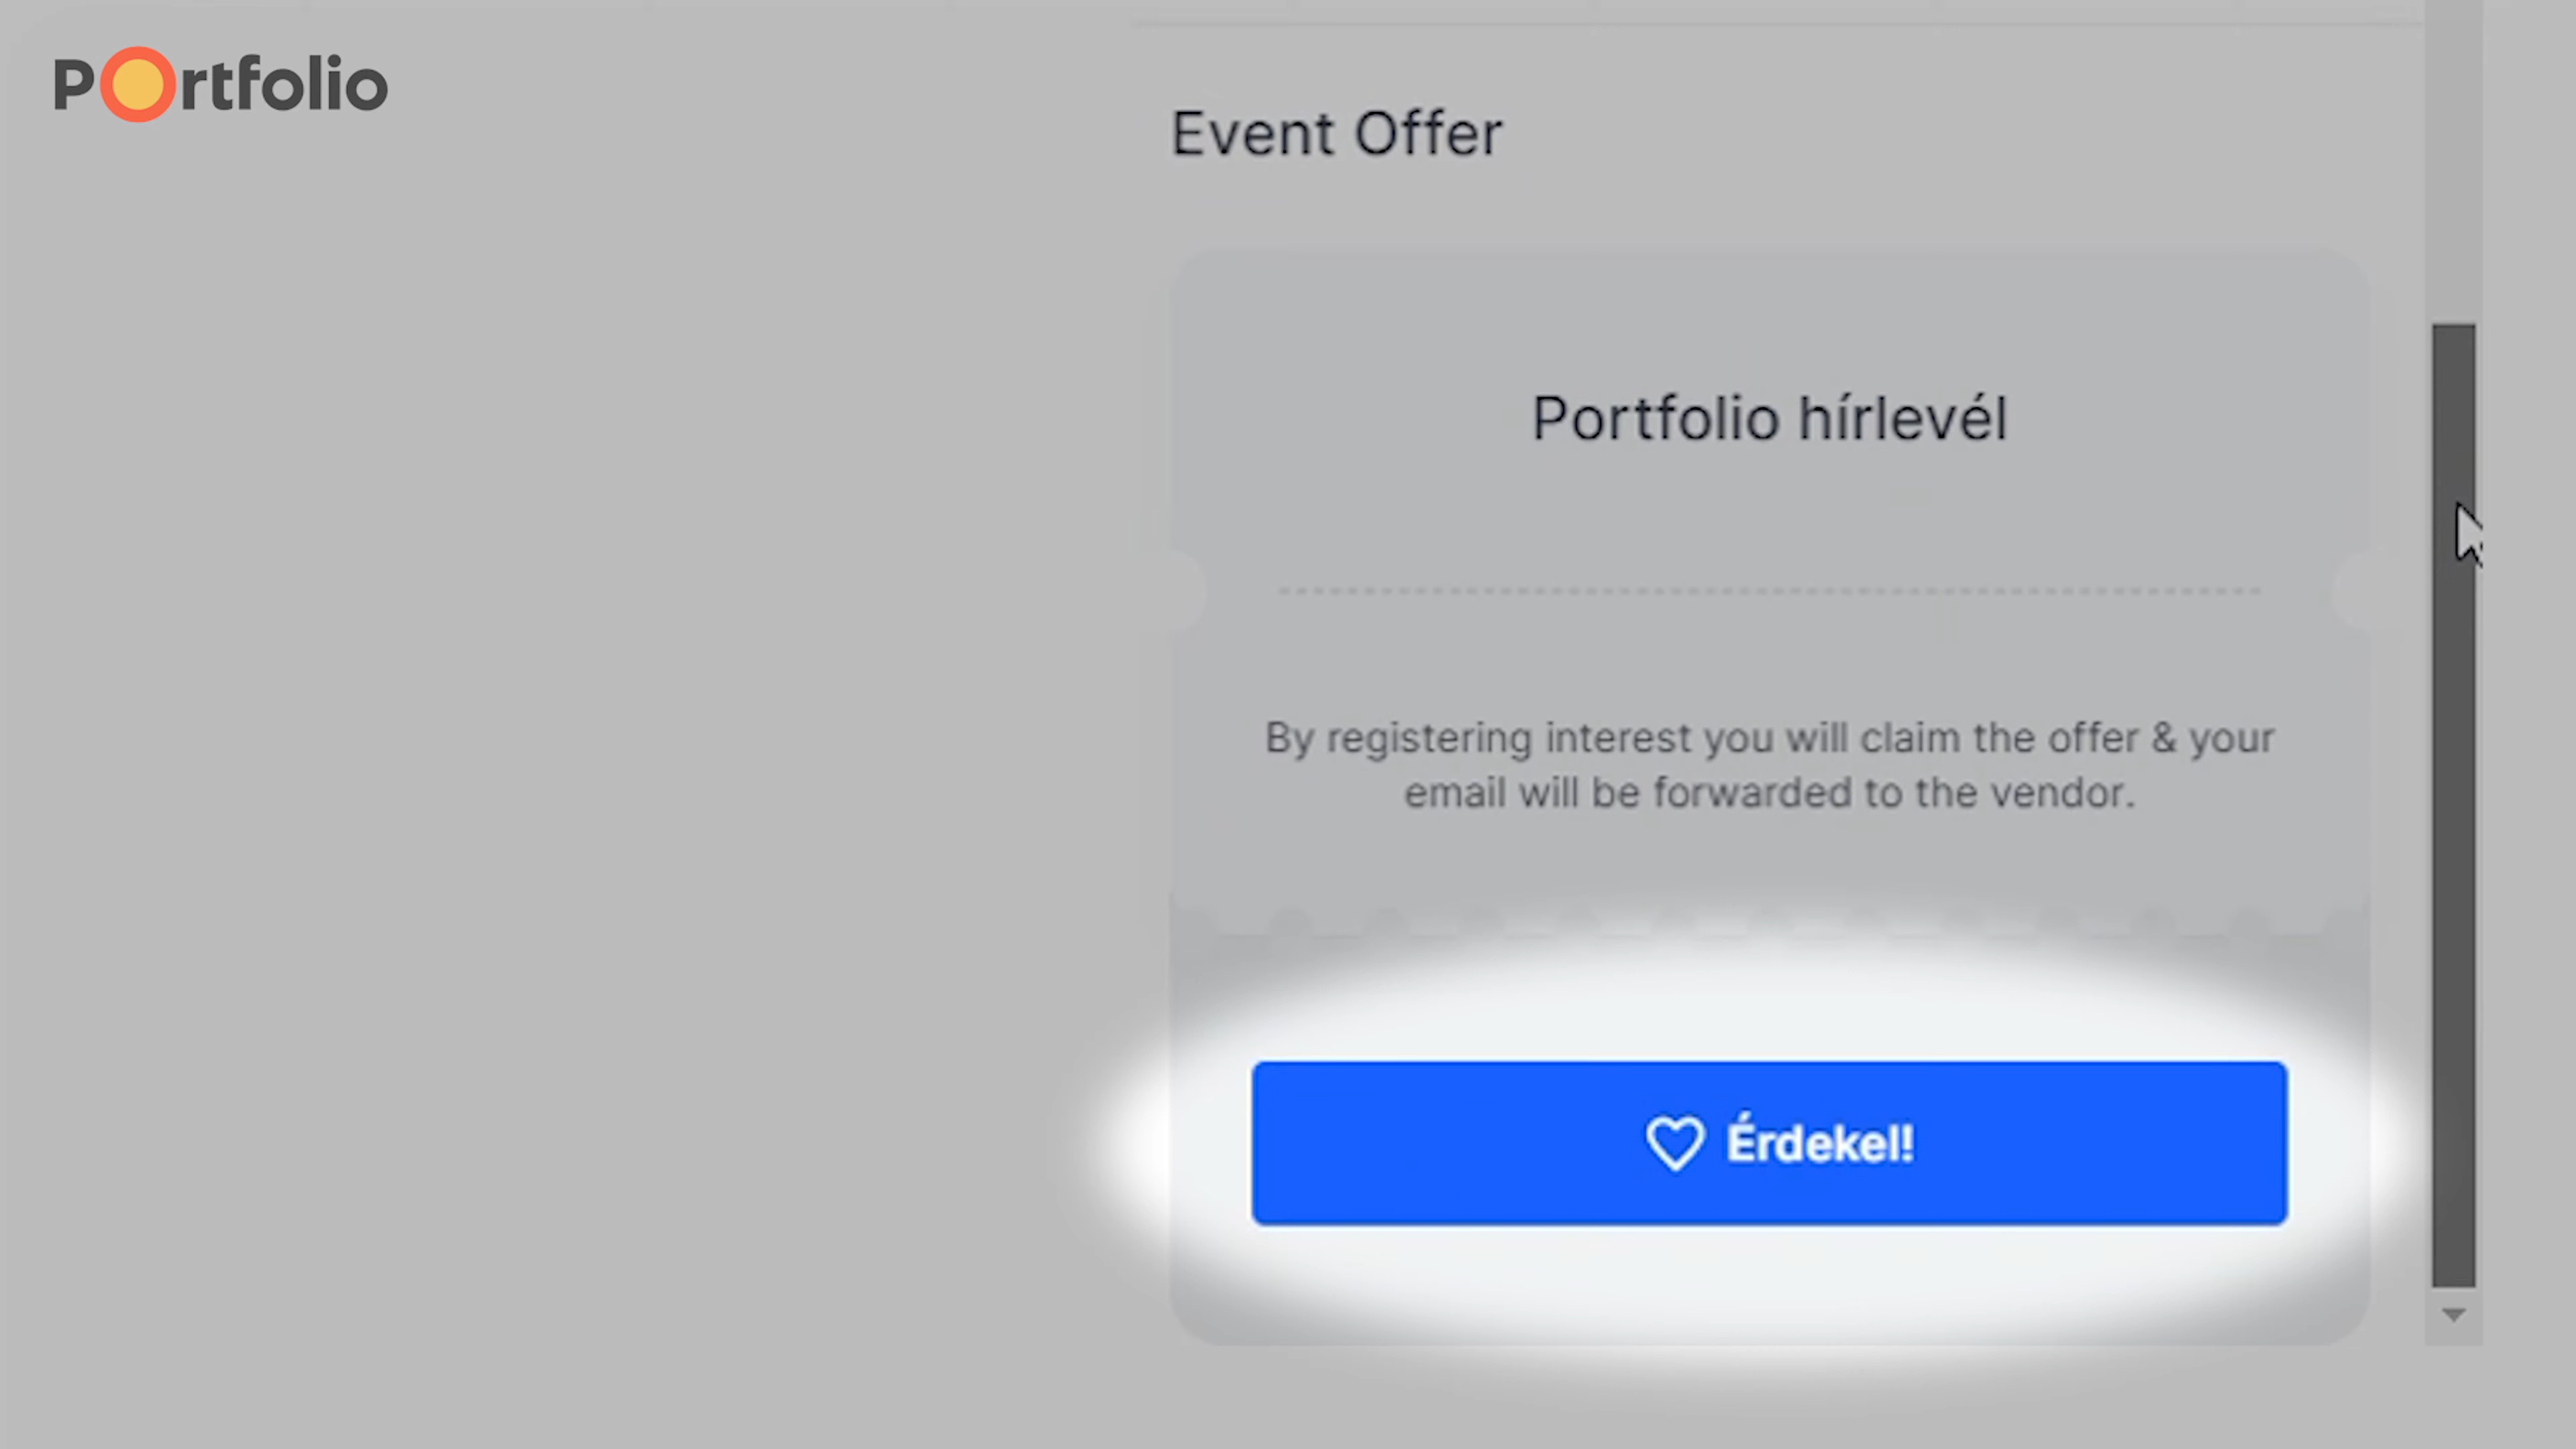 Portfolio
Event Offer
Portfolio hírlevél
By registering interest you will claim the offer & your
email will be forwarded to the vendor.
Érdekel!